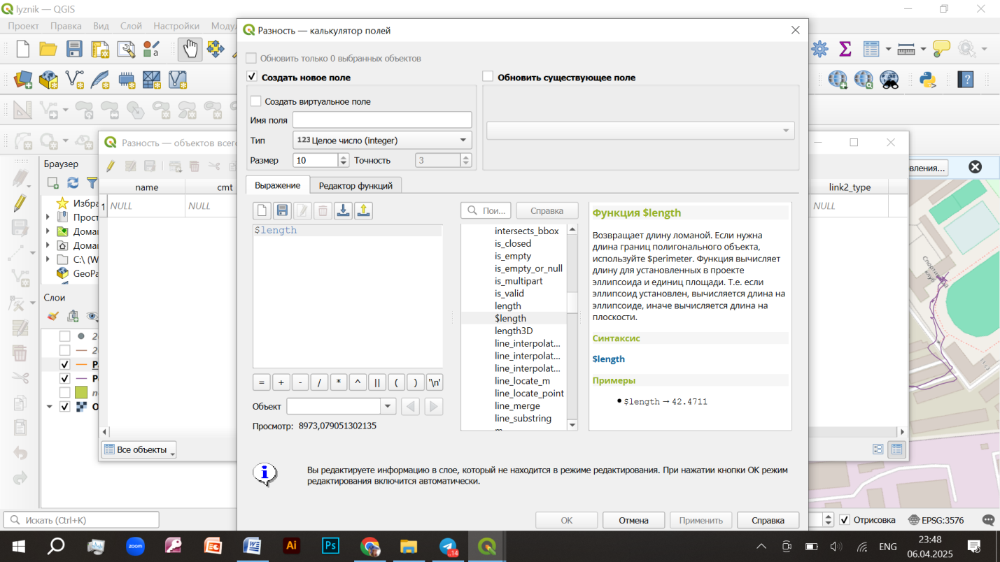 lyznik — QGIS
Проект Правка Вид Слой Настройки
Разность — калькулятор полей
Обновить только 0 выбранных объектов
Создать новое поле
Обновить существующее поле
Создать виртуальное поле
Имя поля
Тип 123 Целое число (integer)
Размер 10 Точность 3
Разность — объектов
Браузер
name cmt link2_type
1 NULL NULL NULL
Выражение Редактор функций
Пои... Справка
$length
intersects_bbox
is_closed
is_empty
is_empty_or_null
is_multipart
is_valid
length
$length
length3D
line_interpolat...
line_interpolat...
line_interpolat...
line_locate_m
line_locate_point
line_merge
line_substring
Функция $length
Возвращает длину ломаной. Если нужна
длина границ полигонального объекта,
используйте $perimeter. Функция вычисляет
длину для установленных в проекте
эллипсоида и единиц площади. Т.е. если
эллипсоид установлен, вычисляется длина на
эллипсоиде, иначе вычисляется длина на
плоскости.
Синтаксис
$length
Примеры
$length → 42.4711
C:\ (W
GeoPa
Слои
= + - / * ^ || ( ) '\n'
Объект
Просмотр: 8973,079051302135
Все объекты
Вы редактируете информацию в слое, который не находится в режиме редактирования. При нажатии кнопки OK режим
редактирования включится автоматически.
OK Отмена Применить Справка
Спортивный
клуб
Искать (Ctrl+K)
Отрисовка EPSG:3576
zoom Ai Ps 14
ENG
23:48
06.04.2025